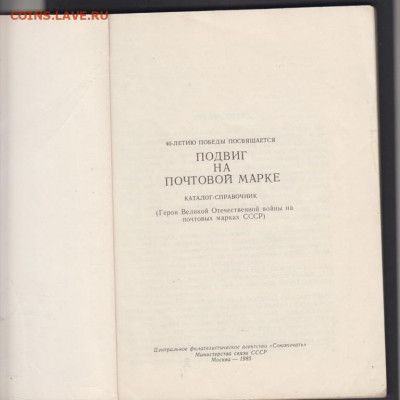 COINS.LAVE.RU
40-ЛЕТИЮ ПОБЕДЫ ПОСВЯЩАЕТСЯ
ПОДВИГ
НА
ПОЧТОВОЙ МАРКЕ
КАТАЛОГ-СПРАВОЧНИК
(Герои Великой Отечественной войны на
почтовых марках СССР)
Центральное филателистическое агентство «Союзпечать»
Министерства связи СССР
Москва — 1985